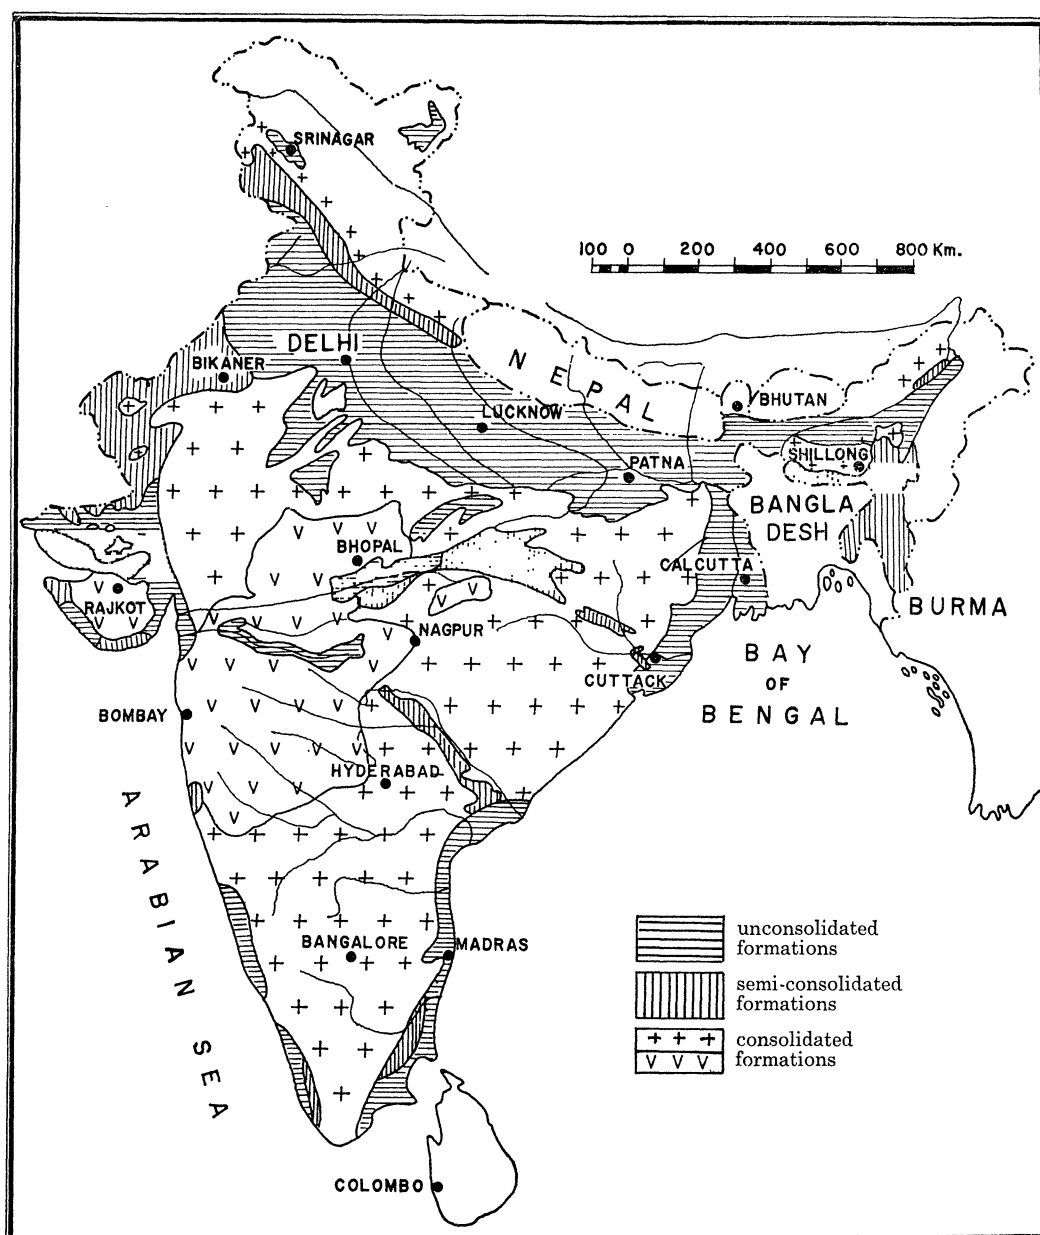 SRINAGAR
100 0 200 400 600 800 Km.
DELHI
BIKANER
NEPAL
BHUTAN
LUCKNOW
SHILLONG
PATNA
BANGLA
DESH
BHOPAL
CALCUTTA
RAJKOT
BURMA
NAGPUR
BAY
OF
BENGAL
CUTTACK
BOMBAY
HYDERABAD
ARABIAN SEA
BANGALORE
MADRAS
unconsolidated
formations
semi-consolidated
formations
consolidated
formations
COLOMBO